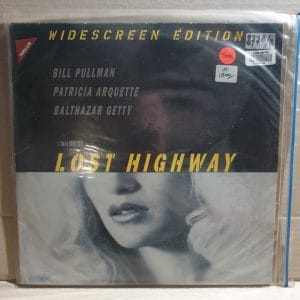 WIDESCREEN EDITION
BILL PULLMAN
PATRICIA ARQUETTE
BALTHAZAR GETTY
LOST HIGHWAY